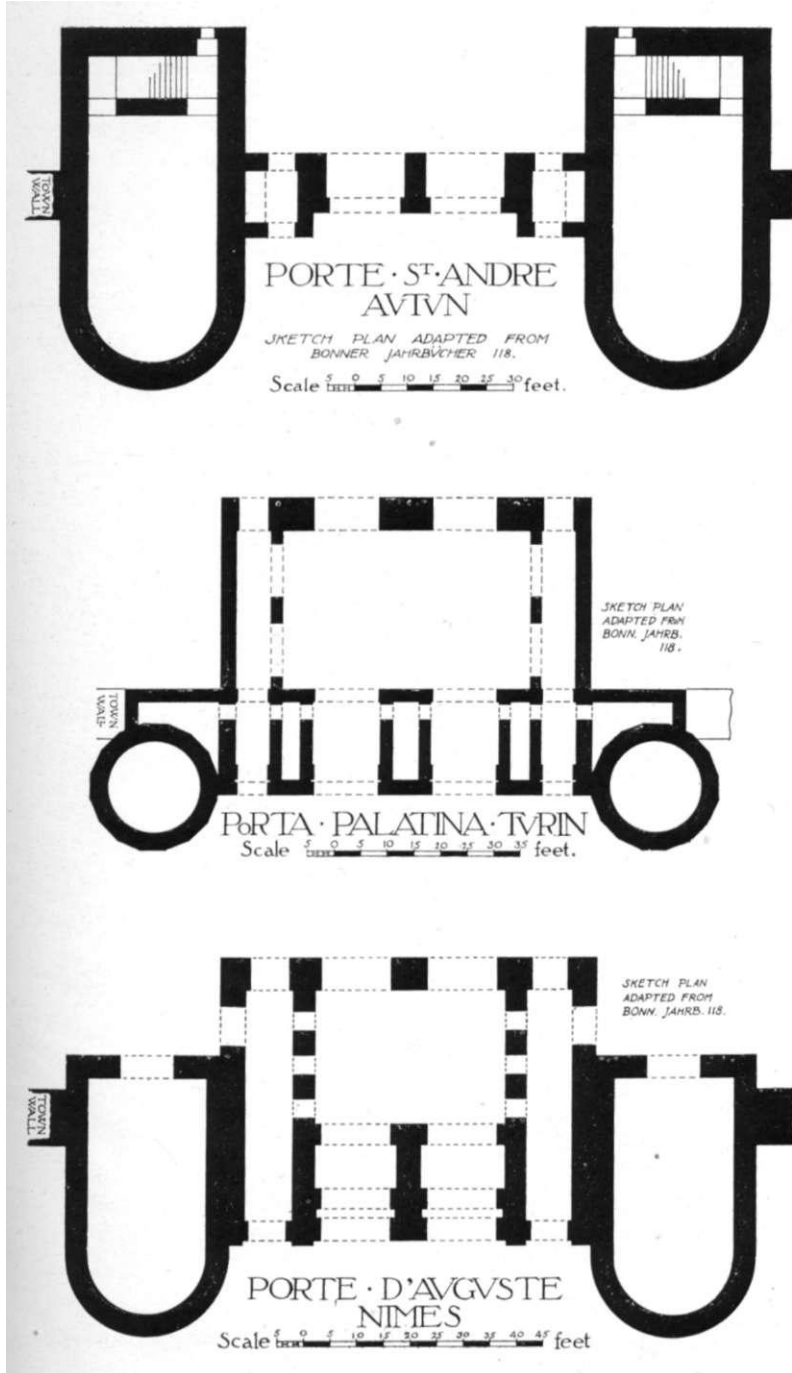 TOWN
WALL
PORTE · Sᵀ · ANDRE
AVTVN
SKETCH PLAN ADAPTED FROM
BONNER JAHRBÜCHER 118.
Scale 5 0 5 10 15 20 25 30 feet.
SKETCH PLAN
ADAPTED FROM
BONN. JAHRB.
118.
TOWN
WALL
PoRTA · PALATINA · TVRIN
Scale 5 0 5 10 15 20 25 30 35 feet.
SKETCH PLAN
ADAPTED FROM
BONN. JAHRB. 118.
TOWN
WALL
PORTE · D'AVGVSTE
NIMES
Scale 5 0 5 10 15 20 25 30 35 40 45 feet